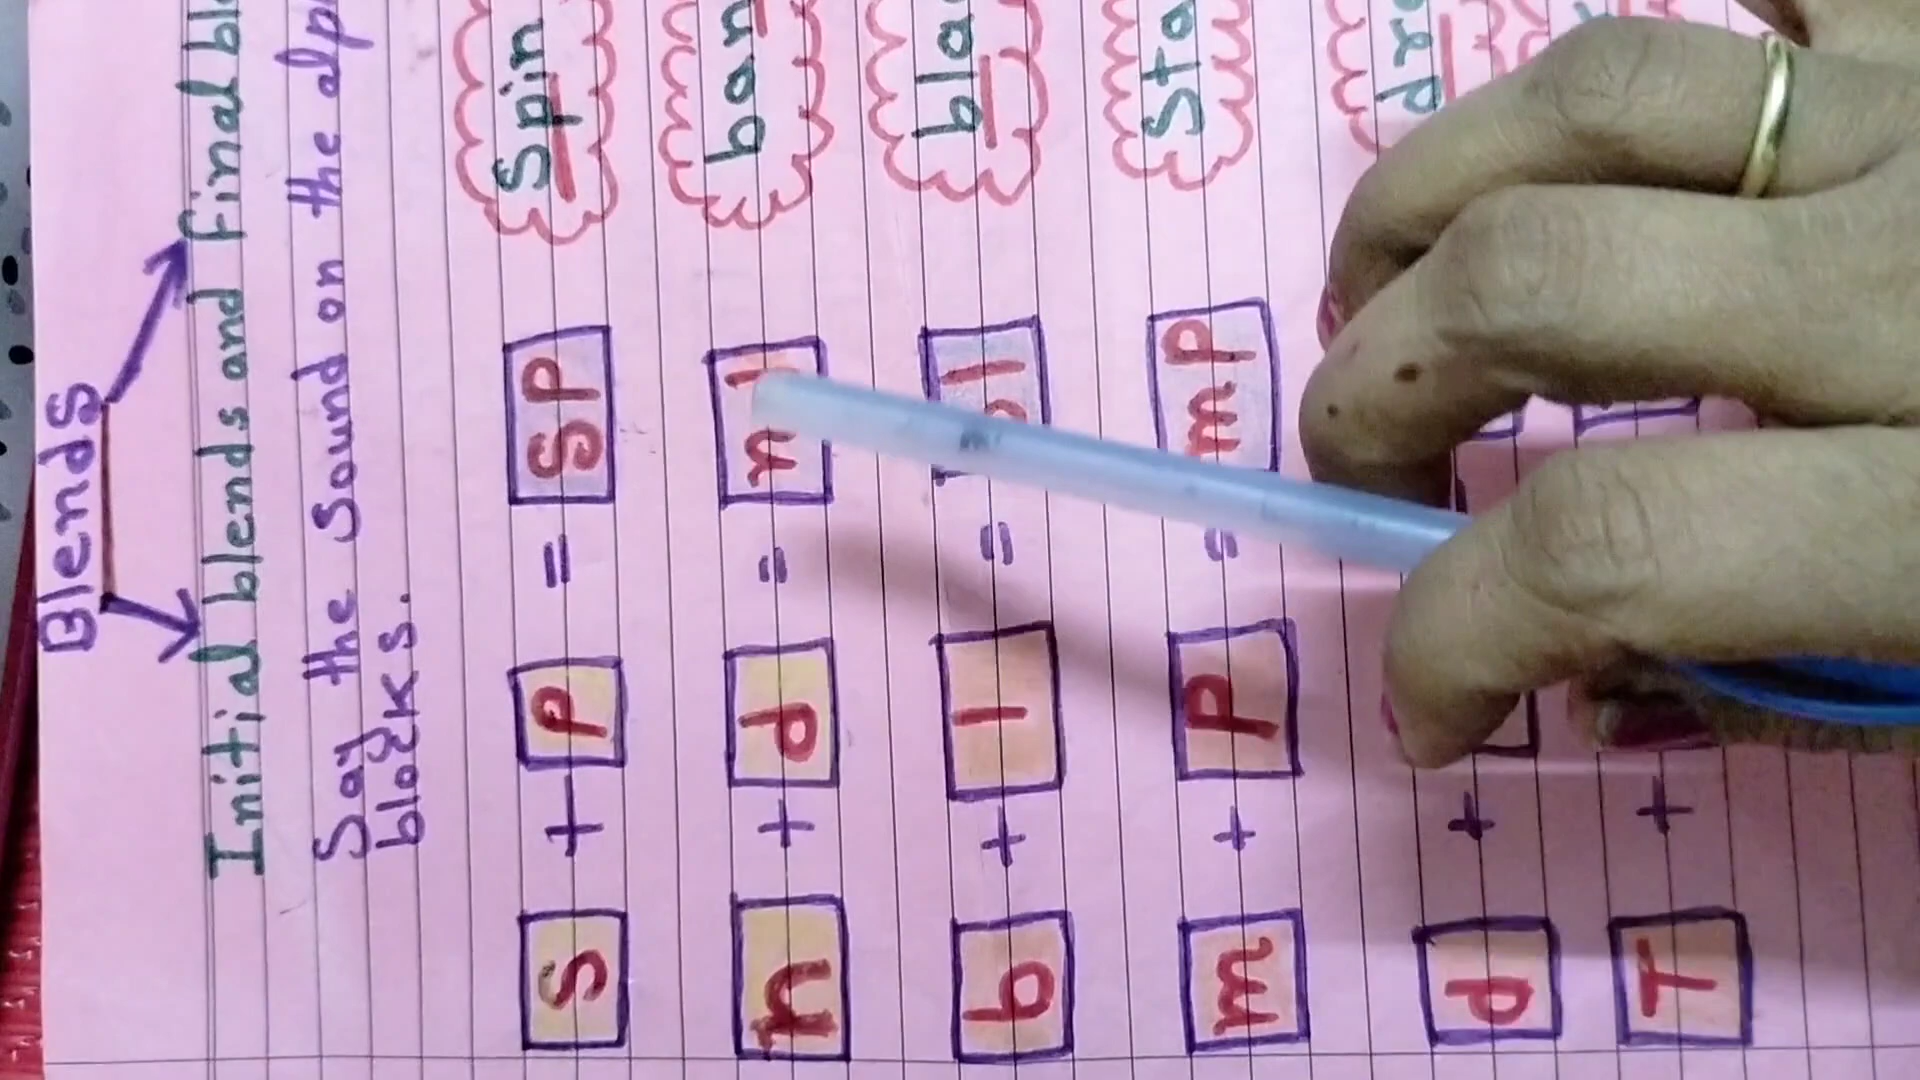 Blends
Initial blends and Final bl
Say the Sound on the alp
blocks.
S + P = SP Spin
n + d = n ban
b + l = bla
m + P = mP Sta
d + dr
T +